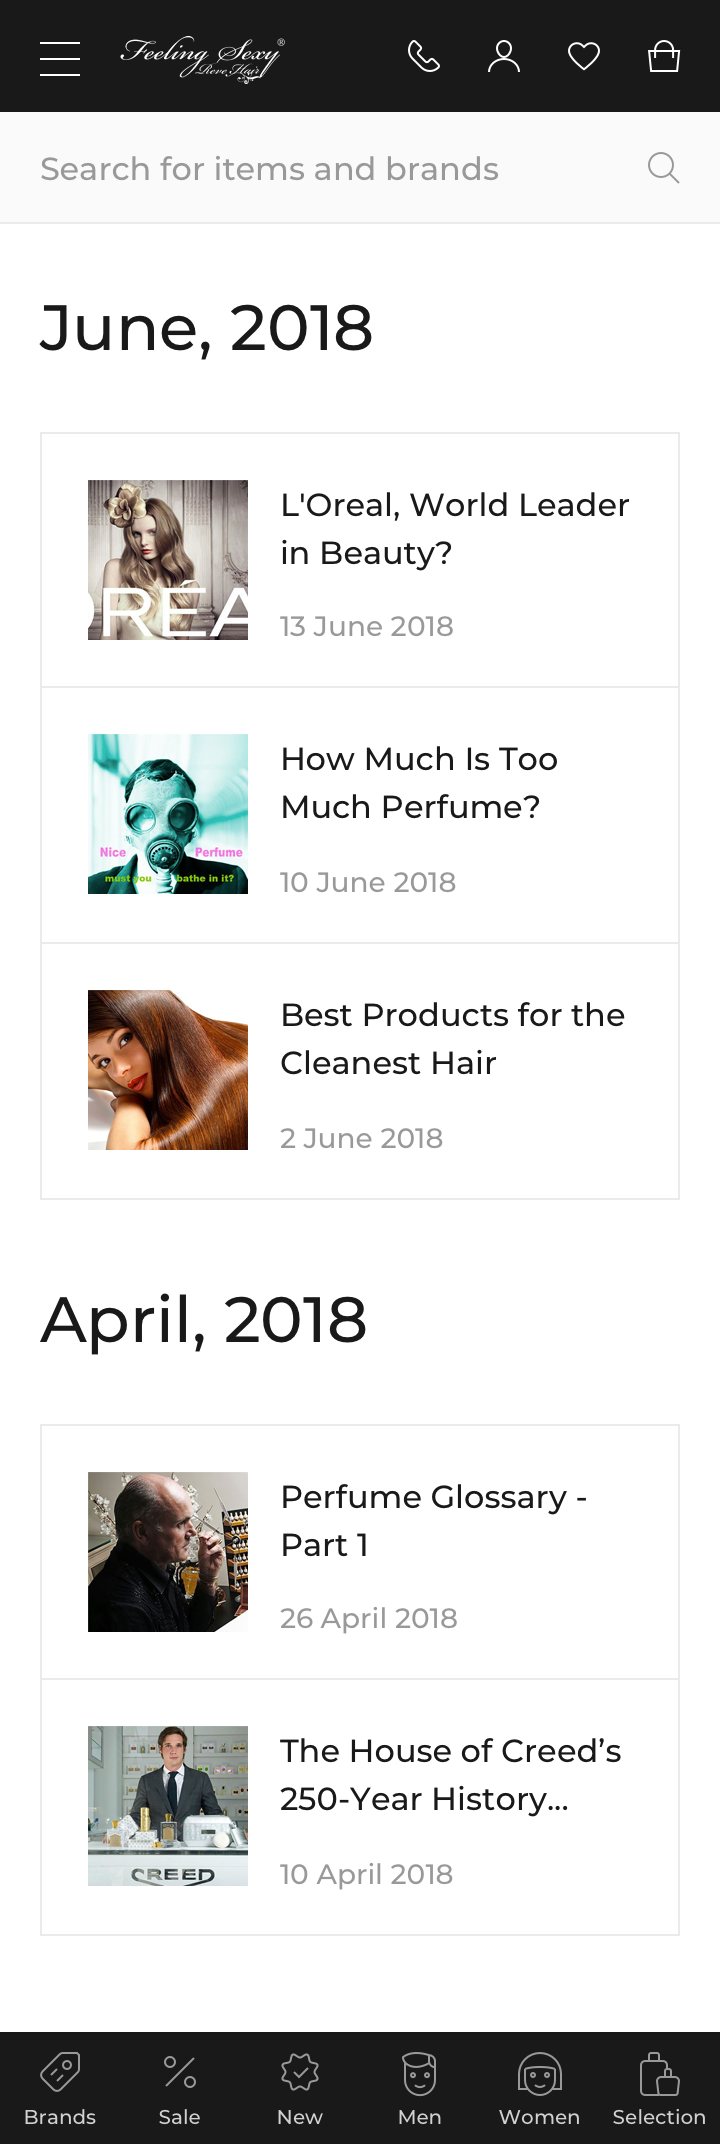 Feeling Sexy®
Reve Hair
Search for items and brands
June, 2018
ORÉA
L'Oreal, World Leader
in Beauty?
13 June 2018
Nice Perfume
must you bathe in it?
How Much Is Too
Much Perfume?
10 June 2018
Best Products for the
Cleanest Hair
2 June 2018
April, 2018
Perfume Glossary -
Part 1
26 April 2018
CREED
The House of Creed’s
250-Year History...
10 April 2018
Brands Sale New Men Women Selection